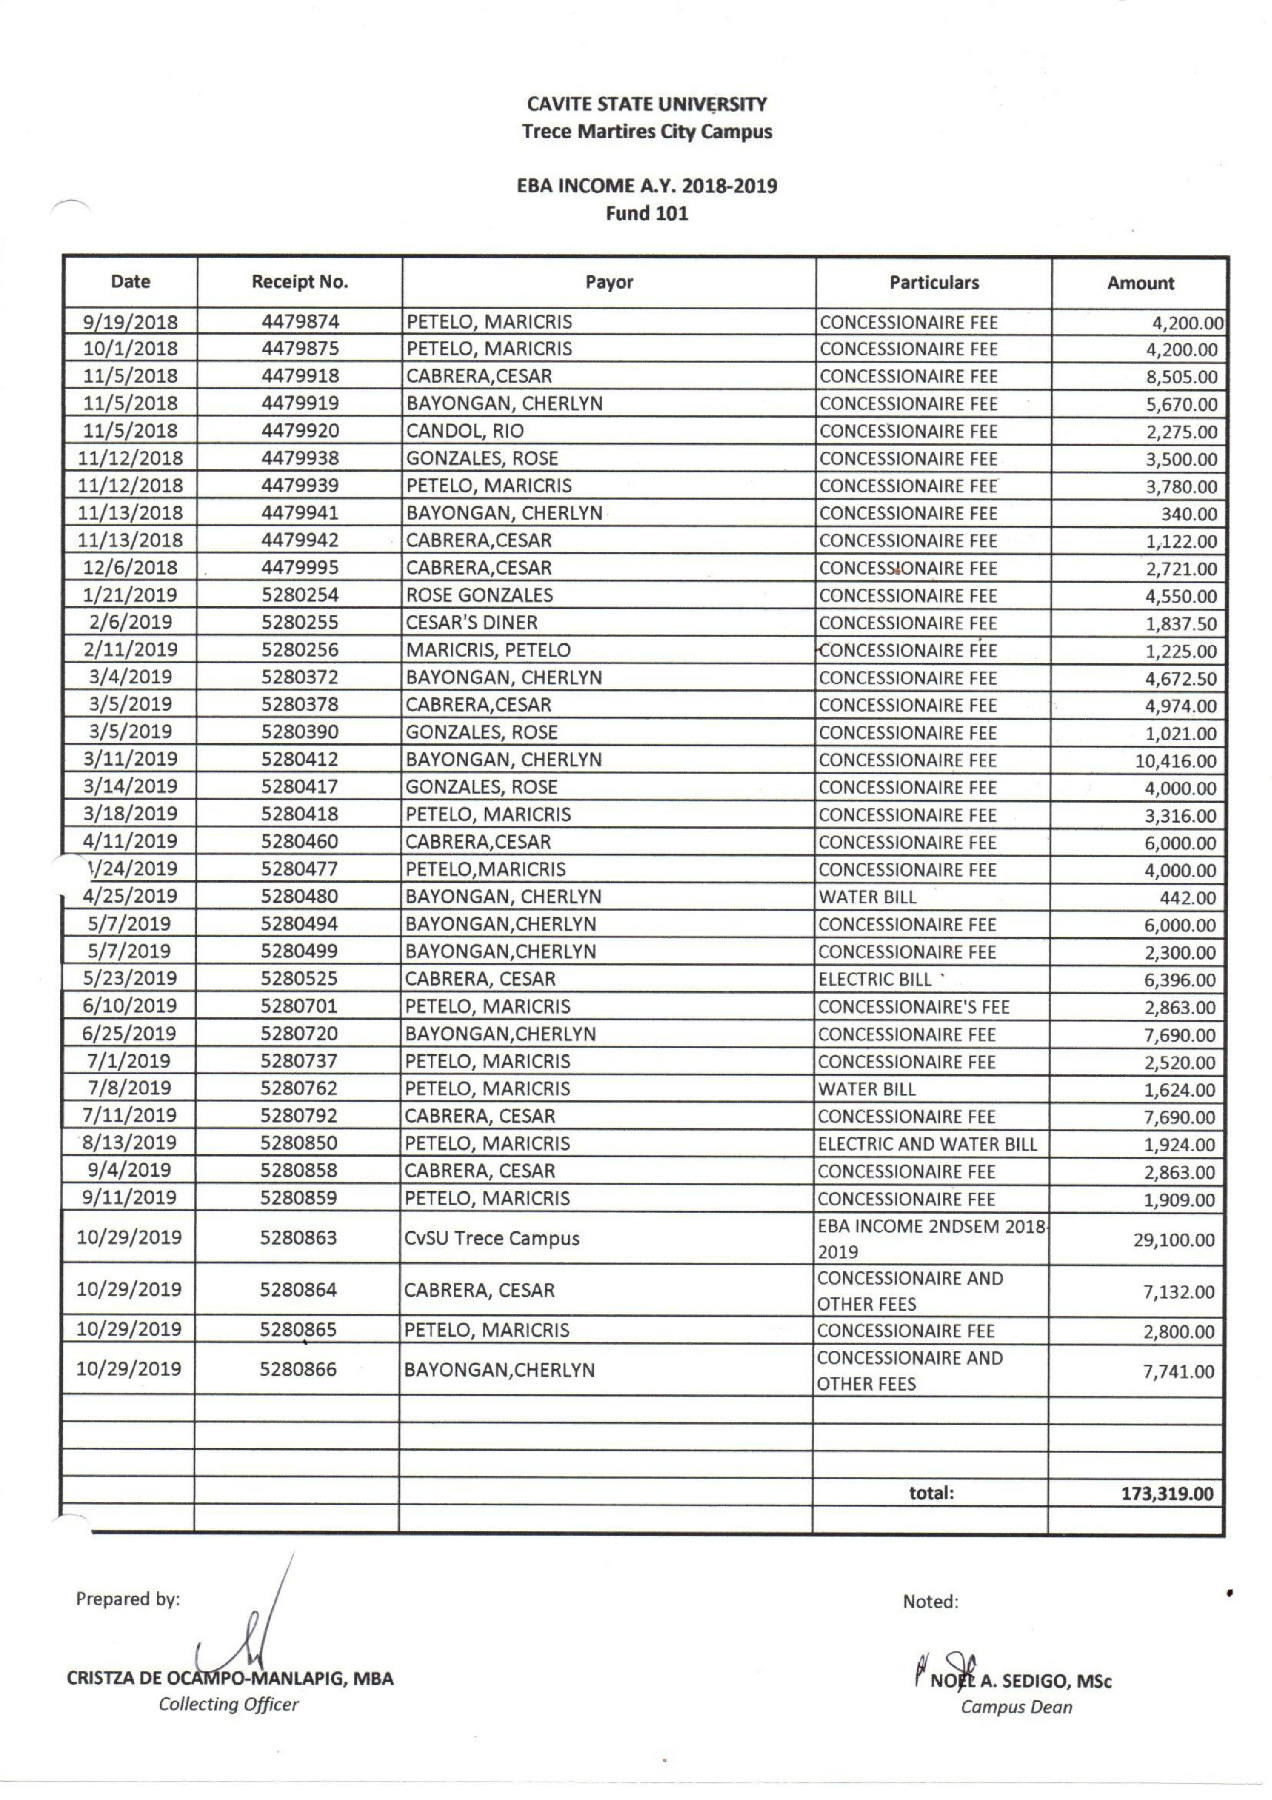 CAVITE STATE UNIVERSITY
Trece Martires City Campus
EBA INCOME A.Y. 2018-2019
Fund 101
Date Receipt No. Payor Particulars Amount
9/19/2018 4479874 PETELO, MARICRIS CONCESSIONAIRE FEE 4,200.00
10/1/2018 4479875 PETELO, MARICRIS CONCESSIONAIRE FEE 4,200.00
11/5/2018 4479918 CABRERA,CESAR CONCESSIONAIRE FEE 8,505.00
11/5/2018 4479919 BAYONGAN, CHERLYN CONCESSIONAIRE FEE 5,670.00
11/5/2018 4479920 CANDOL, RIO CONCESSIONAIRE FEE 2,275.00
11/12/2018 4479938 GONZALES, ROSE CONCESSIONAIRE FEE 3,500.00
11/12/2018 4479939 PETELO, MARICRIS CONCESSIONAIRE FEE 3,780.00
11/13/2018 4479941 BAYONGAN, CHERLYN CONCESSIONAIRE FEE 340.00
11/13/2018 4479942 CABRERA,CESAR CONCESSIONAIRE FEE 1,122.00
12/6/2018 4479995 CABRERA,CESAR CONCESSIONAIRE FEE 2,721.00
1/21/2019 5280254 ROSE GONZALES CONCESSIONAIRE FEE 4,550.00
2/6/2019 5280255 CESAR'S DINER CONCESSIONAIRE FEE 1,837.50
2/11/2019 5280256 MARICRIS, PETELO CONCESSIONAIRE FEE 1,225.00
3/4/2019 5280372 BAYONGAN, CHERLYN CONCESSIONAIRE FEE 4,672.50
3/5/2019 5280378 CABRERA,CESAR CONCESSIONAIRE FEE 4,974.00
3/5/2019 5280390 GONZALES, ROSE CONCESSIONAIRE FEE 1,021.00
3/11/2019 5280412 BAYONGAN, CHERLYN CONCESSIONAIRE FEE 10,416.00
3/14/2019 5280417 GONZALES, ROSE CONCESSIONAIRE FEE 4,000.00
3/18/2019 5280418 PETELO, MARICRIS CONCESSIONAIRE FEE 3,316.00
4/11/2019 5280460 CABRERA,CESAR CONCESSIONAIRE FEE 6,000.00
/24/2019 5280477 PETELO,MARICRIS CONCESSIONAIRE FEE 4,000.00
4/25/2019 5280480 BAYONGAN, CHERLYN WATER BILL 442.00
5/7/2019 5280494 BAYONGAN,CHERLYN CONCESSIONAIRE FEE 6,000.00
5/7/2019 5280499 BAYONGAN,CHERLYN CONCESSIONAIRE FEE 2,300.00
5/23/2019 5280525 CABRERA, CESAR ELECTRIC BILL 6,396.00
6/10/2019 5280701 PETELO, MARICRIS CONCESSIONAIRE'S FEE 2,863.00
6/25/2019 5280720 BAYONGAN,CHERLYN CONCESSIONAIRE FEE 7,690.00
7/1/2019 5280737 PETELO, MARICRIS CONCESSIONAIRE FEE 2,520.00
7/8/2019 5280762 PETELO, MARICRIS WATER BILL 1,624.00
7/11/2019 5280792 CABRERA, CESAR CONCESSIONAIRE FEE 7,690.00
8/13/2019 5280850 PETELO, MARICRIS ELECTRIC AND WATER BILL 1,924.00
9/4/2019 5280858 CABRERA, CESAR CONCESSIONAIRE FEE 2,863.00
9/11/2019 5280859 PETELO, MARICRIS CONCESSIONAIRE FEE 1,909.00
10/29/2019 5280863 CvSU Trece Campus EBA INCOME 2NDSEM 2018- 29,100.00
2019
10/29/2019 5280864 CABRERA, CESAR CONCESSIONAIRE AND 7,132.00
OTHER FEES
10/29/2019 5280865 PETELO, MARICRIS CONCESSIONAIRE FEE 2,800.00
10/29/2019 5280866 BAYONGAN,CHERLYN CONCESSIONAIRE AND 7,741.00
OTHER FEES
total: 173,319.00
Prepared by: Noted:
CRISTZA DE OCAMPO-MANLAPIG, MBA NOEL A. SEDIGO, MSc
Collecting Officer Campus Dean